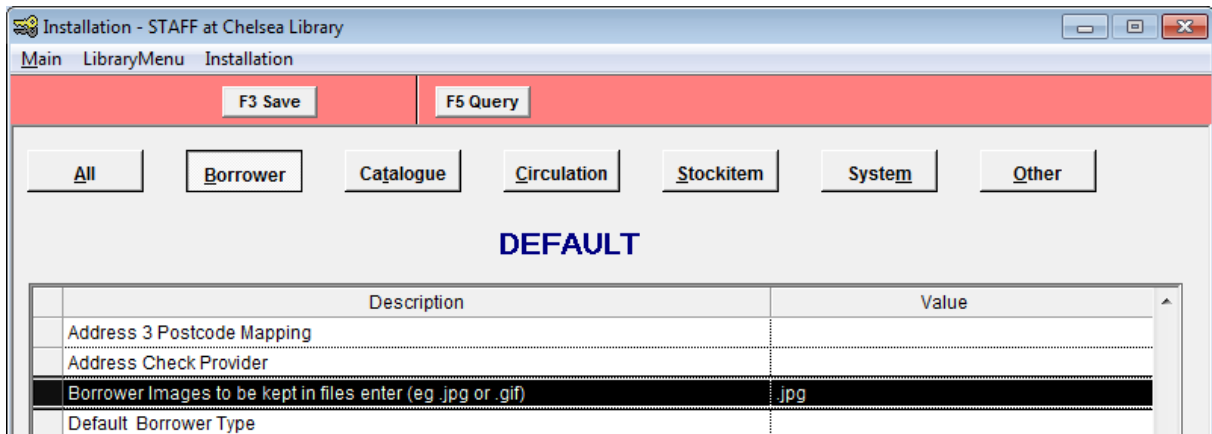 Installation - STAFF at Chelsea Library
Main LibraryMenu Installation
F3 Save F5 Query
All Borrower Catalogue Circulation Stockitem System Other
DEFAULT
Description Value
Address 3 Postcode Mapping
Address Check Provider
Borrower Images to be kept in files enter (eg .jpg or .gif) .jpg
Default Borrower Type